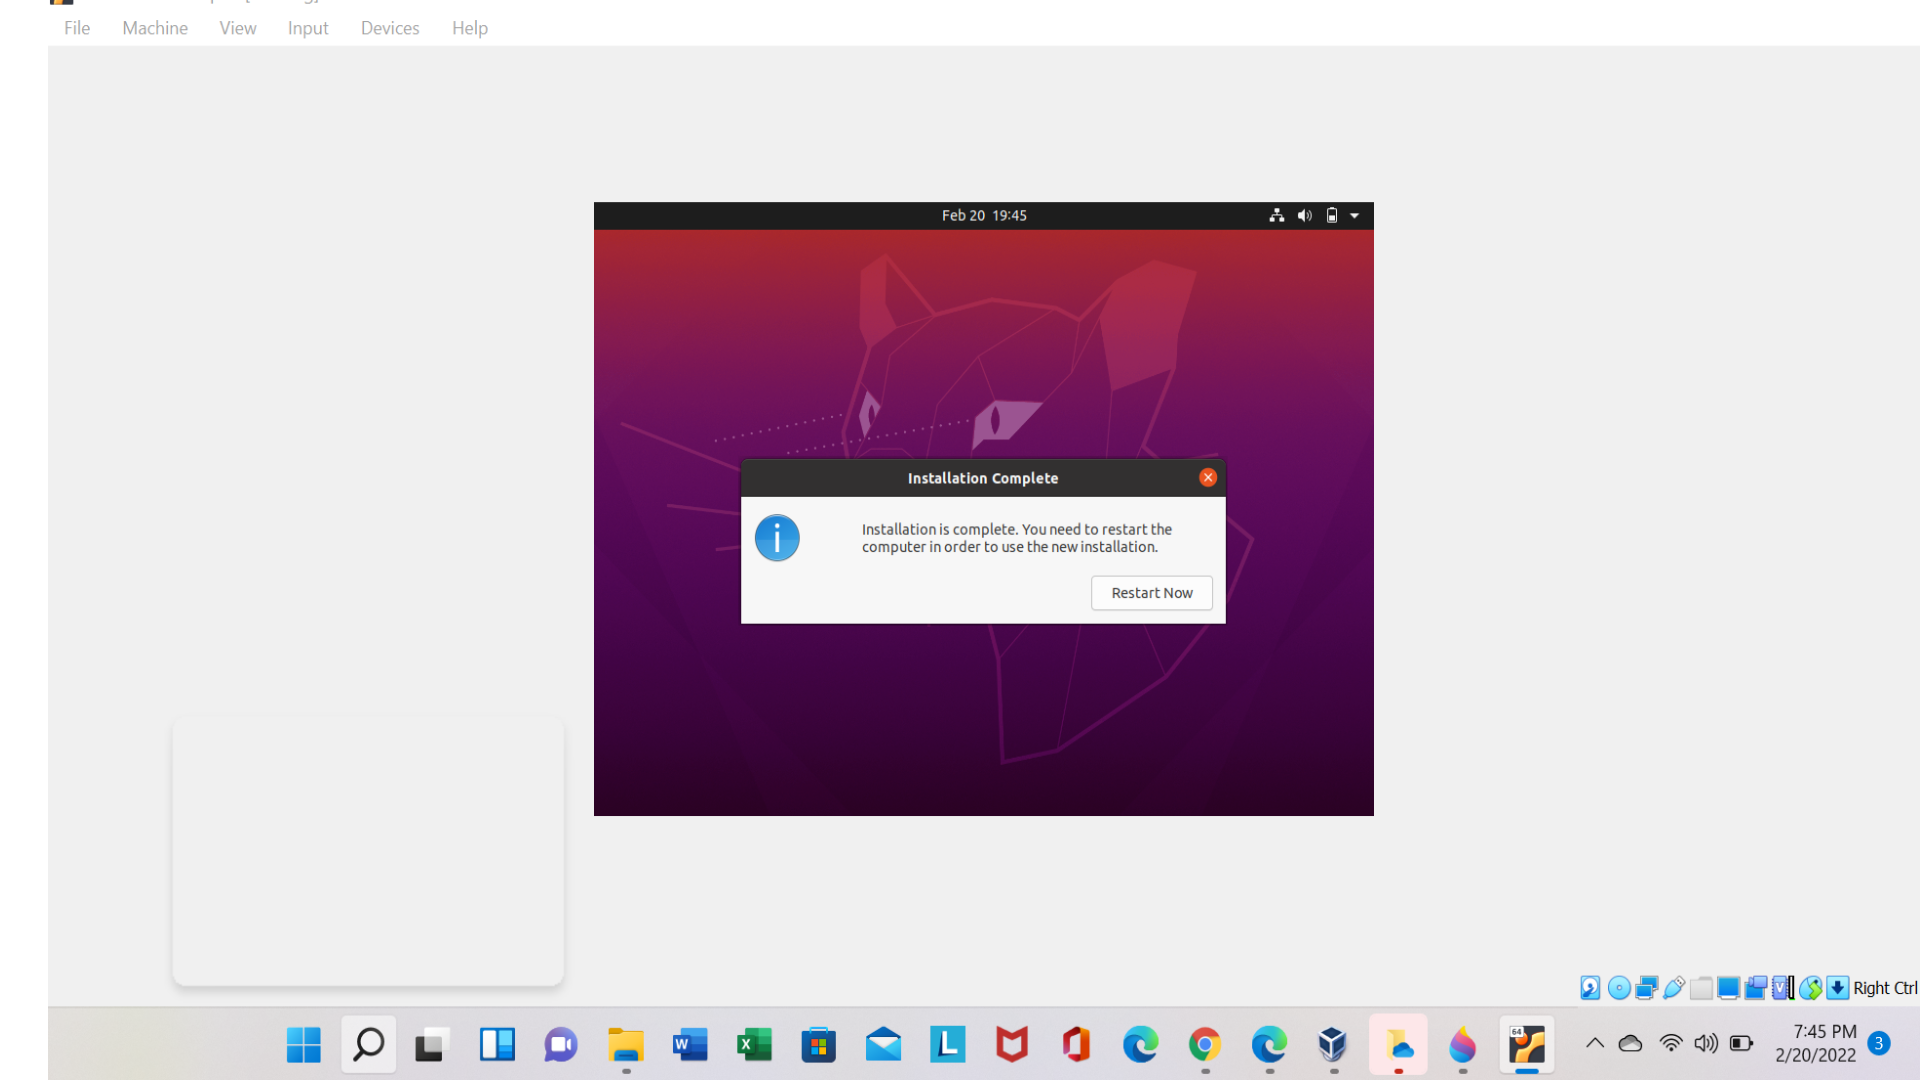 File Machine View Input Devices Help
Feb 20 19:45
Installation Complete
Installation is complete. You need to restart the
computer in order to use the new installation.
Restart Now
Right Ctrl
7:45 PM
2/20/2022
3
W
X
L
64
V